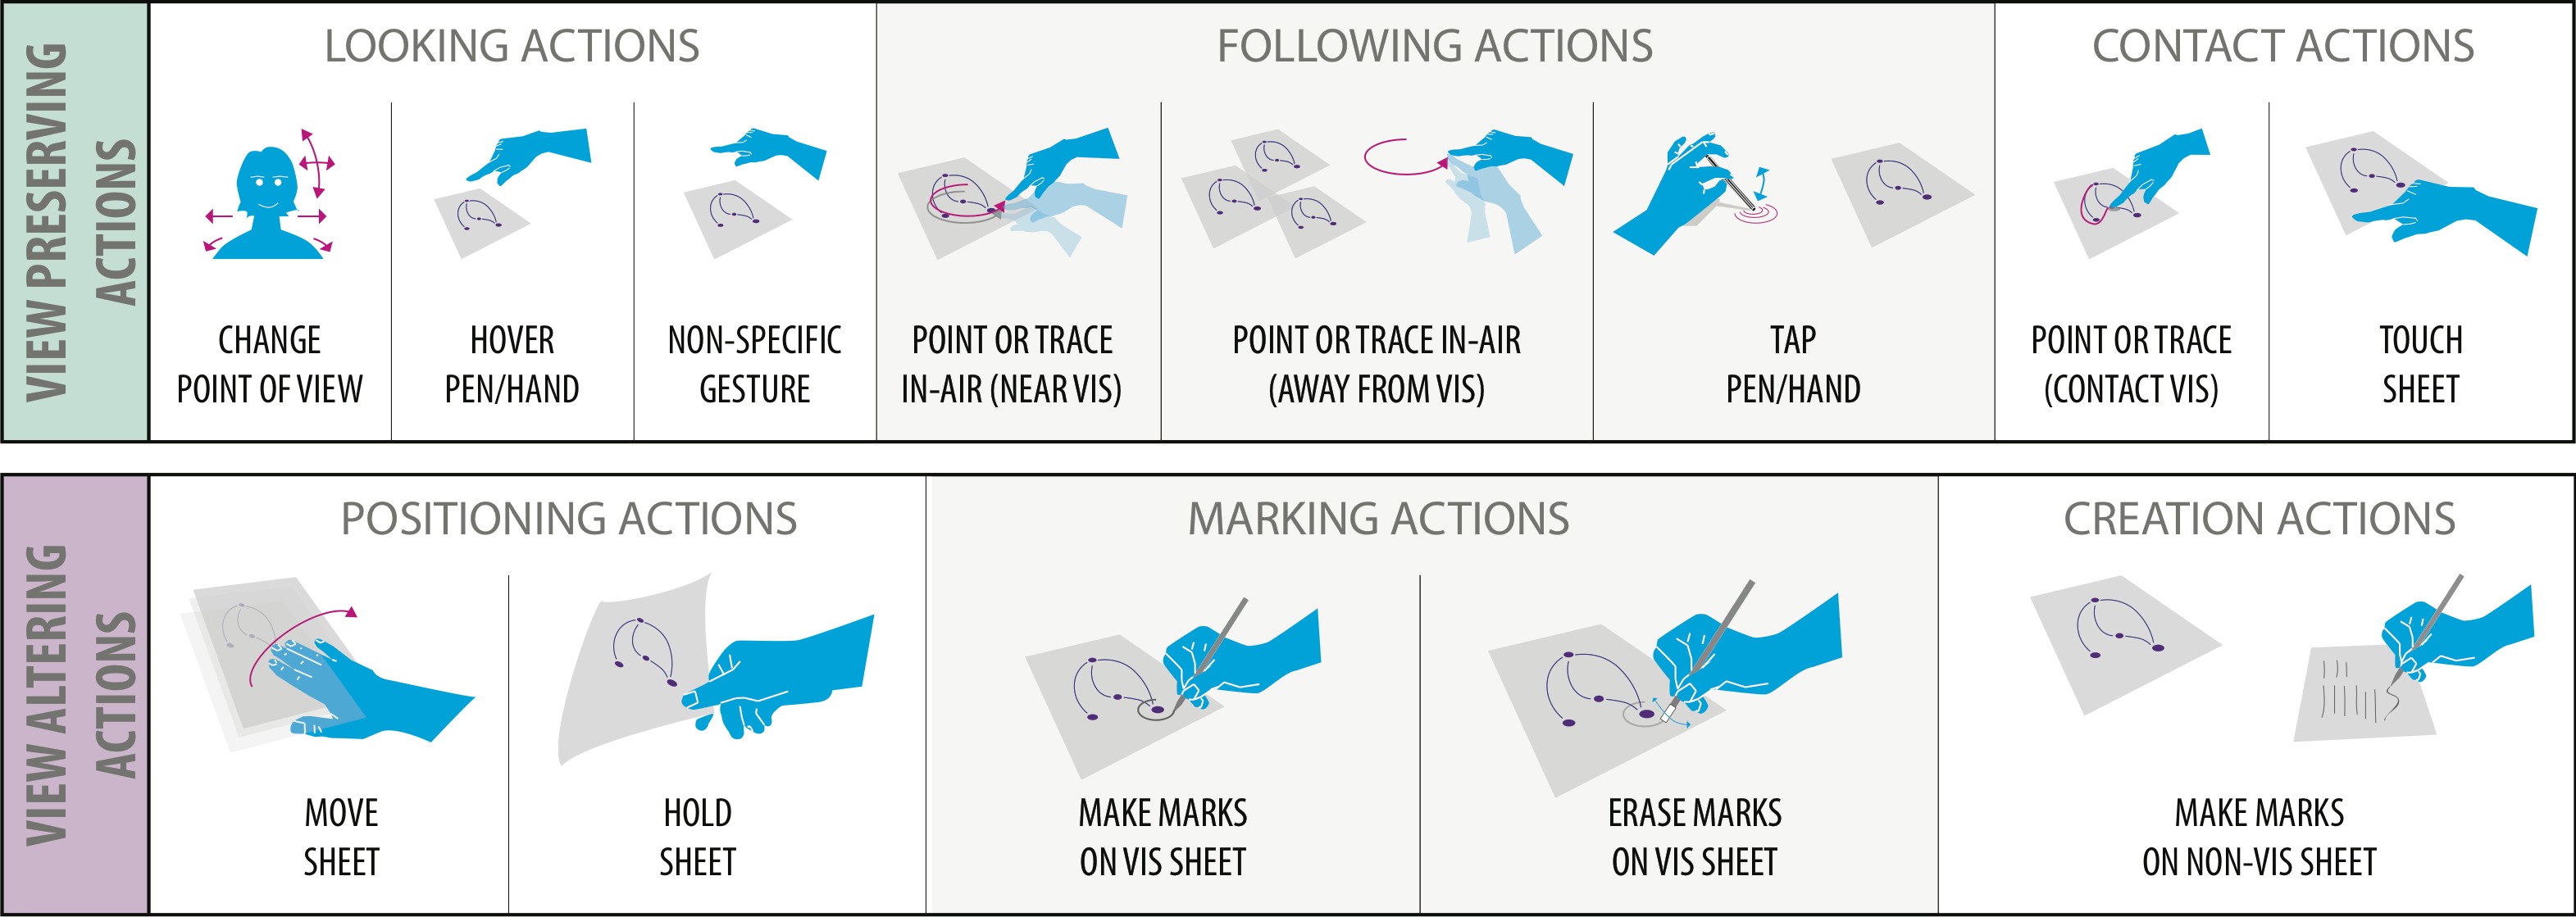 VIEW PRESERVING
ACTIONS
LOOKING ACTIONS
CHANGE
POINT OF VIEW
HOVER
PEN/HAND
NON-SPECIFIC
GESTURE
FOLLOWING ACTIONS
POINT OR TRACE
IN-AIR (NEAR VIS)
POINT OR TRACE IN-AIR
(AWAY FROM VIS)
TAP
PEN/HAND
CONTACT ACTIONS
POINT OR TRACE
(CONTACT VIS)
TOUCH
SHEET
VIEW ALTERING
ACTIONS
POSITIONING ACTIONS
MOVE
SHEET
HOLD
SHEET
MARKING ACTIONS
MAKE MARKS
ON VIS SHEET
ERASE MARKS
ON VIS SHEET
CREATION ACTIONS
MAKE MARKS
ON NON-VIS SHEET